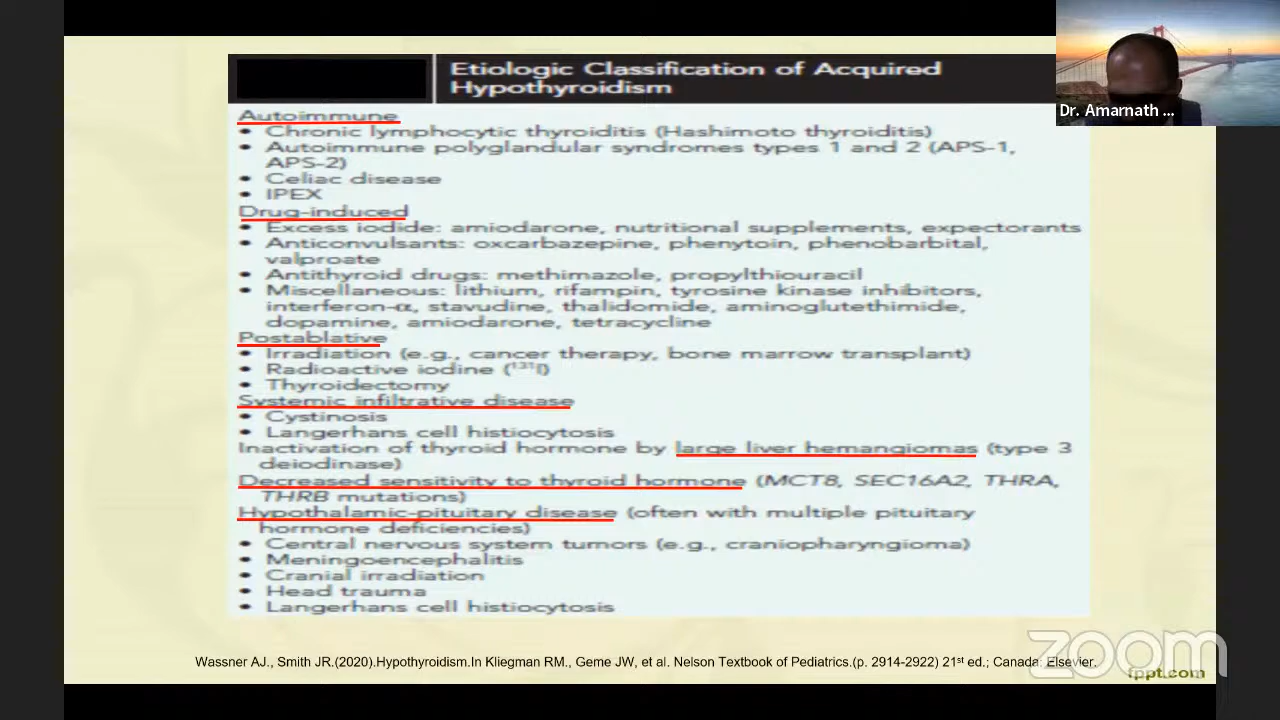 Etiologic Classification of Acquired
Hypothyroidism
Dr. Amarnath ...
Autoimmune
• Chronic lymphocytic thyroiditis (Hashimoto thyroiditis)
• Autoimmune polyglandular syndromes types 1 and 2 (APS-1,
APS-2)
• Celiac disease
• IPEX
Drug-induced
• Excess iodide: amiodarone, nutritional supplements, expectorants
• Anticonvulsants: oxcarbazepine, phenytoin, phenobarbital,
valproate
• Antithyroid drugs: methimazole, propylthiouracil
• Miscellaneous: lithium, rifampin, tyrosine kinase inhibitors,
interferon-α, stavudine, thalidomide, aminoglutethimide,
dopamine, amiodarone, tetracycline
Postablative
• Irradiation (e.g., cancer therapy, bone marrow transplant)
• Radioactive iodine (¹³¹I)
• Thyroidectomy
Systemic infiltrative disease
• Cystinosis
• Langerhans cell histiocytosis
Inactivation of thyroid hormone by large liver hemangiomas (type 3
deiodinase)
Decreased sensitivity to thyroid hormone (MCT8, SEC16A2, THRA,
THRB mutations)
Hypothalamic-pituitary disease (often with multiple pituitary
hormone deficiencies)
• Central nervous system tumors (e.g., craniopharyngioma)
• Meningoencephalitis
• Cranial irradiation
• Head trauma
• Langerhans cell histiocytosis
Wassner AJ., Smith JR.(2020).Hypothyroidism.In Kliegman RM., Geme JW, et al. Nelson Textbook of Pediatrics.(p. 2914-2922) 21st ed.; Canada: Elsevier.
zoom
fppt.com